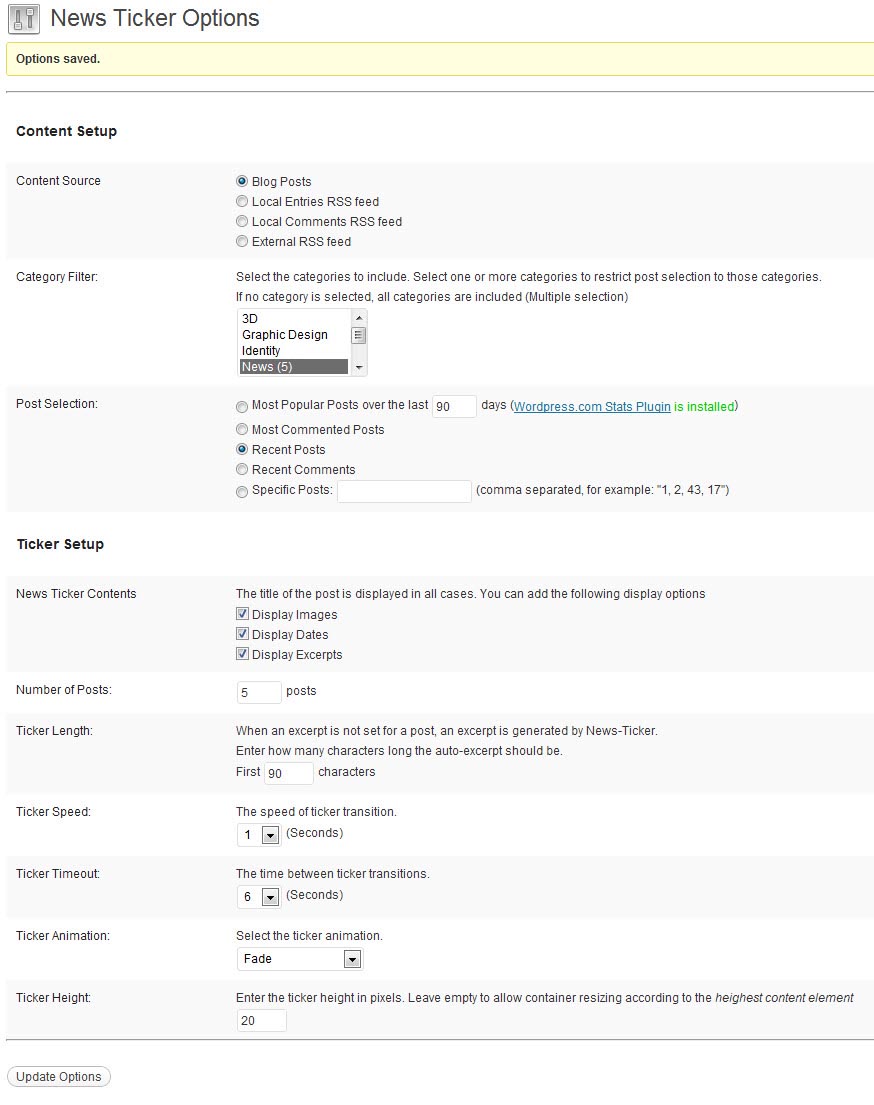 News Ticker Options
Options saved.
Content Setup
Content Source
Blog Posts
Local Entries RSS feed
Local Comments RSS feed
External RSS feed
Category Filter:
Select the categories to include. Select one or more categories to restrict post selection to those categories.
If no category is selected, all categories are included (Multiple selection)
3D
Graphic Design
Identity
News (5)
Post Selection:
Most Popular Posts over the last 90 days (Wordpress.com Stats Plugin is installed)
Most Commented Posts
Recent Posts
Recent Comments
Specific Posts: (comma separated, for example: "1, 2, 43, 17")
Ticker Setup
News Ticker Contents
The title of the post is displayed in all cases. You can add the following display options
Display Images
Display Dates
Display Excerpts
Number of Posts:
5 posts
Ticker Length:
When an excerpt is not set for a post, an excerpt is generated by News-Ticker.
Enter how many characters long the auto-excerpt should be.
First 90 characters
Ticker Speed:
The speed of ticker transition.
1 (Seconds)
Ticker Timeout:
The time between ticker transitions.
6 (Seconds)
Ticker Animation:
Select the ticker animation.
Fade
Ticker Height:
Enter the ticker height in pixels. Leave empty to allow container resizing according to the heighest content element
20
Update Options